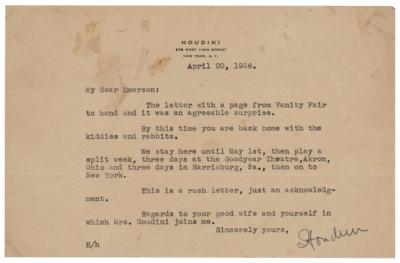 HOUDINI
278 WEST 113TH STREET
NEW YORK, N.Y.
April 20, 1926.
My dear Emerson:
The letter with a page from Vanity Fair
to hand and it was an agreeable surprise.
By this time you are back home with the
kiddies and rabbits.
We stay here until May 1st, then play a
split week, three days at the Goodyear Theatre,Akron,
Ohio and three days in Harrisburg, Pa., then on to
New York.
This is a rush letter, just an acknowledg-
ment.
Regards to your good wife and yourself in
which Mrs. Houdini joins me.
Sincerely yours,
Houdini
H/h